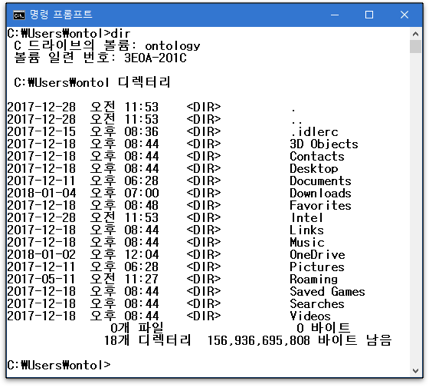 명령 프롬프트
C:₩Users₩ontol>dir
C 드라이브의 볼륨: ontology
볼륨 일련 번호: 3E0A-201C
C:₩Users₩ontol 디렉터리
2017-12-28 오전 11:53 <DIR> .
2017-12-28 오전 11:53 <DIR> ..
2017-12-15 오후 08:36 <DIR> .idlerc
2017-12-18 오후 08:44 <DIR> 3D Objects
2017-12-18 오후 08:44 <DIR> Contacts
2017-12-18 오후 08:44 <DIR> Desktop
2017-12-11 오후 06:28 <DIR> Documents
2018-01-04 오후 07:00 <DIR> Downloads
2017-12-18 오후 08:48 <DIR> Favorites
2017-12-28 오전 11:53 <DIR> Intel
2017-12-18 오후 08:44 <DIR> Links
2017-12-18 오후 08:44 <DIR> Music
2018-01-02 오후 12:04 <DIR> OneDrive
2017-12-11 오후 06:28 <DIR> Pictures
2017-05-11 오전 11:27 <DIR> Roaming
2017-12-18 오후 08:44 <DIR> Saved Games
2017-12-18 오후 08:44 <DIR> Searches
2017-12-18 오후 08:44 <DIR> Videos
0개 파일 0 바이트
18개 디렉터리 156,936,695,808 바이트 남음
C:₩Users₩ontol>